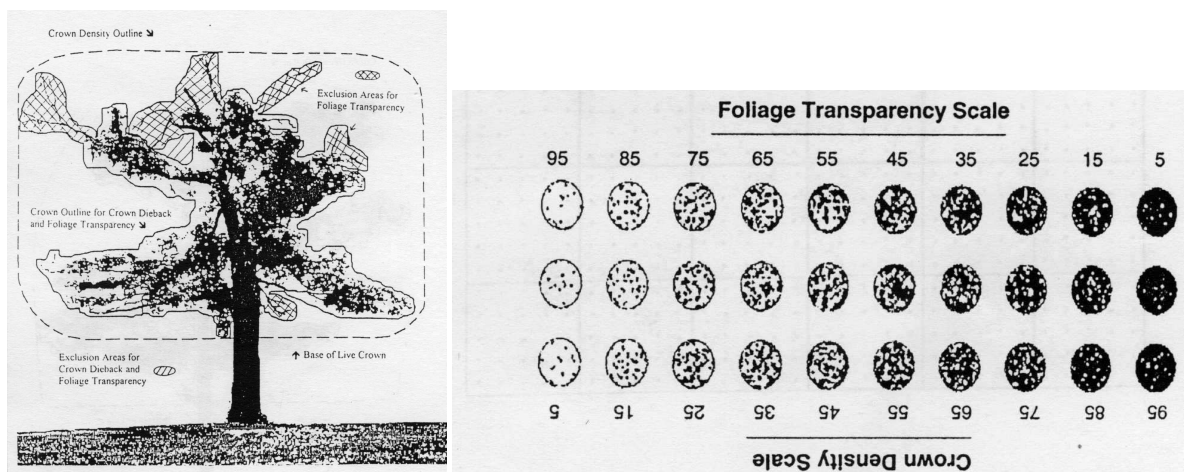 Crown Density Outline
Exclusion Areas for
Foliage Transparency
Crown Outline for Crown Dieback
and Foliage Transparency
Exclusion Areas for
Crown Dieback and
Foliage Transparency
Base of Live Crown
Foliage Transparency Scale
95 85 75 65 55 45 35 25 15 5
5 15 25 35 45 55 65 75 85 95
Crown Density Scale